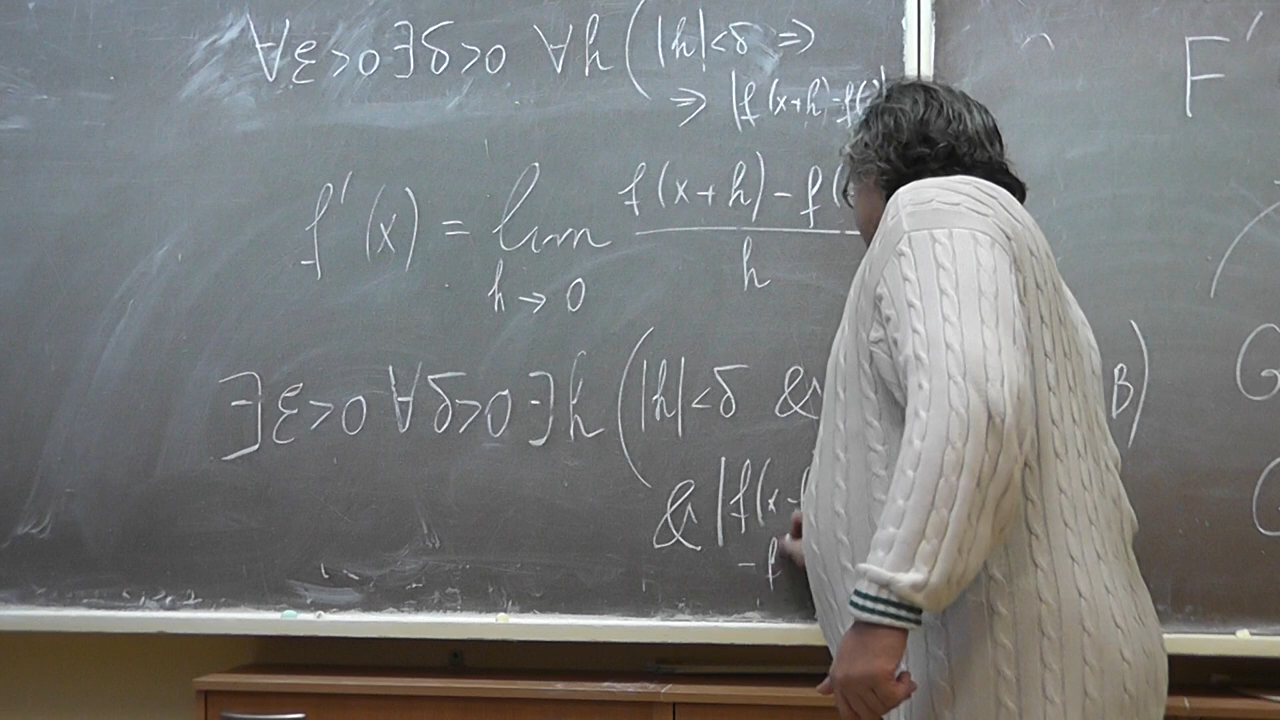 ∀ε>0∃δ>0 ∀h(|h|<δ ⇒
⇒ |f(x+h)-f(
f'(x) = lim f(x+h)-f(
h→0 h
∃ε>0 ∀δ>0 ∃h(|h|<δ & B)
& |f(x+
-f
F'
G